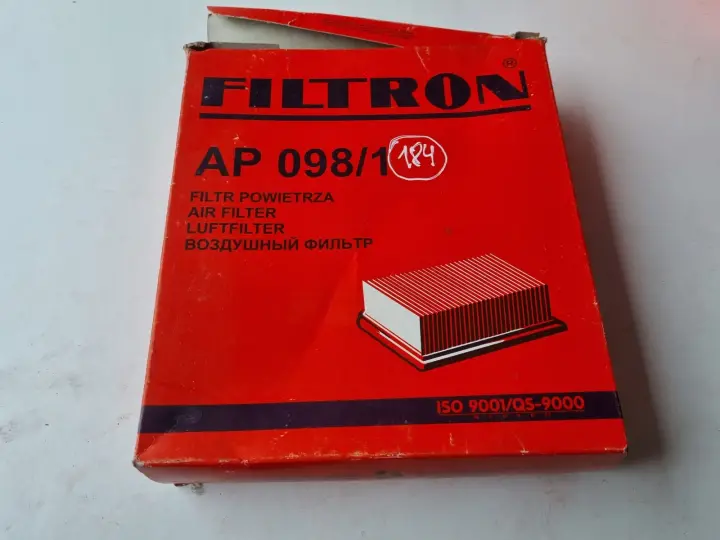 FILTRON®
AP 098/1 184
FILTR POWIETRZA
AIR FILTER
LUFTFILTER
ВОЗДУШНЫЙ ФИЛЬТР
ISO 9001/QS-9000